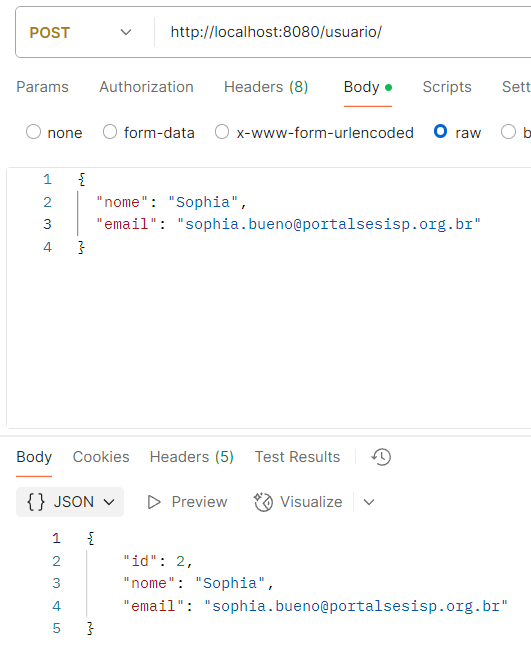 POST http://localhost:8080/usuario/
Params Authorization Headers (8) Body Scripts Sett
none form-data x-www-form-urlencoded raw b
1 {
2 "nome": "Sophia",
3 "email": "sophia.bueno@portalsesisp.org.br"
4 }
Body Cookies Headers (5) Test Results
{} JSON Preview Visualize
1 {
2 "id": 2,
3 "nome": "Sophia",
4 "email": "sophia.bueno@portalsesisp.org.br"
5 }